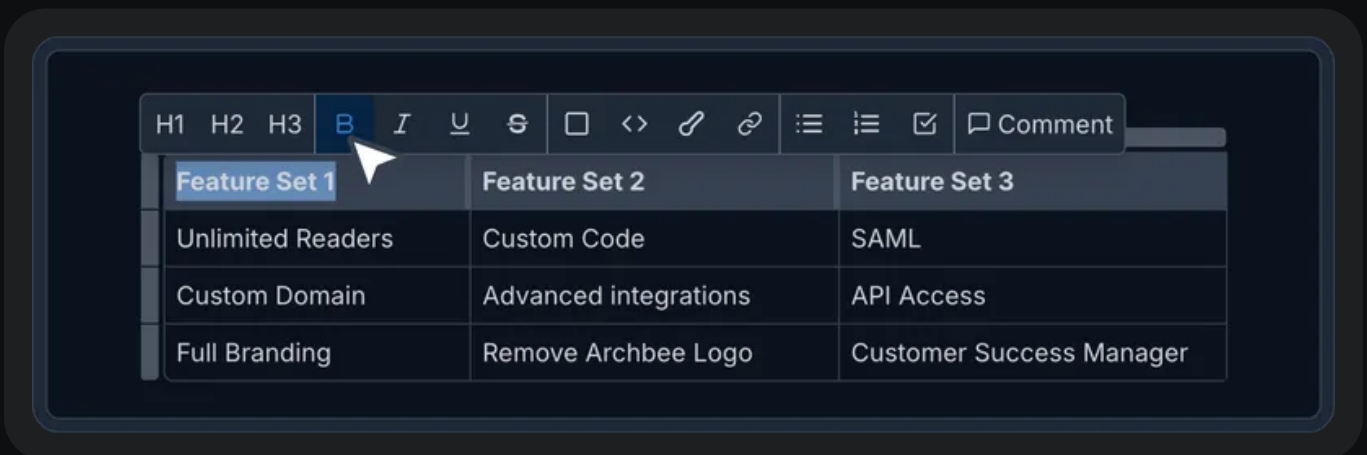 H1 H2 H3 B I U S Comment
Feature Set 1 Feature Set 2 Feature Set 3
Unlimited Readers Custom Code SAML
Custom Domain Advanced integrations API Access
Full Branding Remove Archbee Logo Customer Success Manager